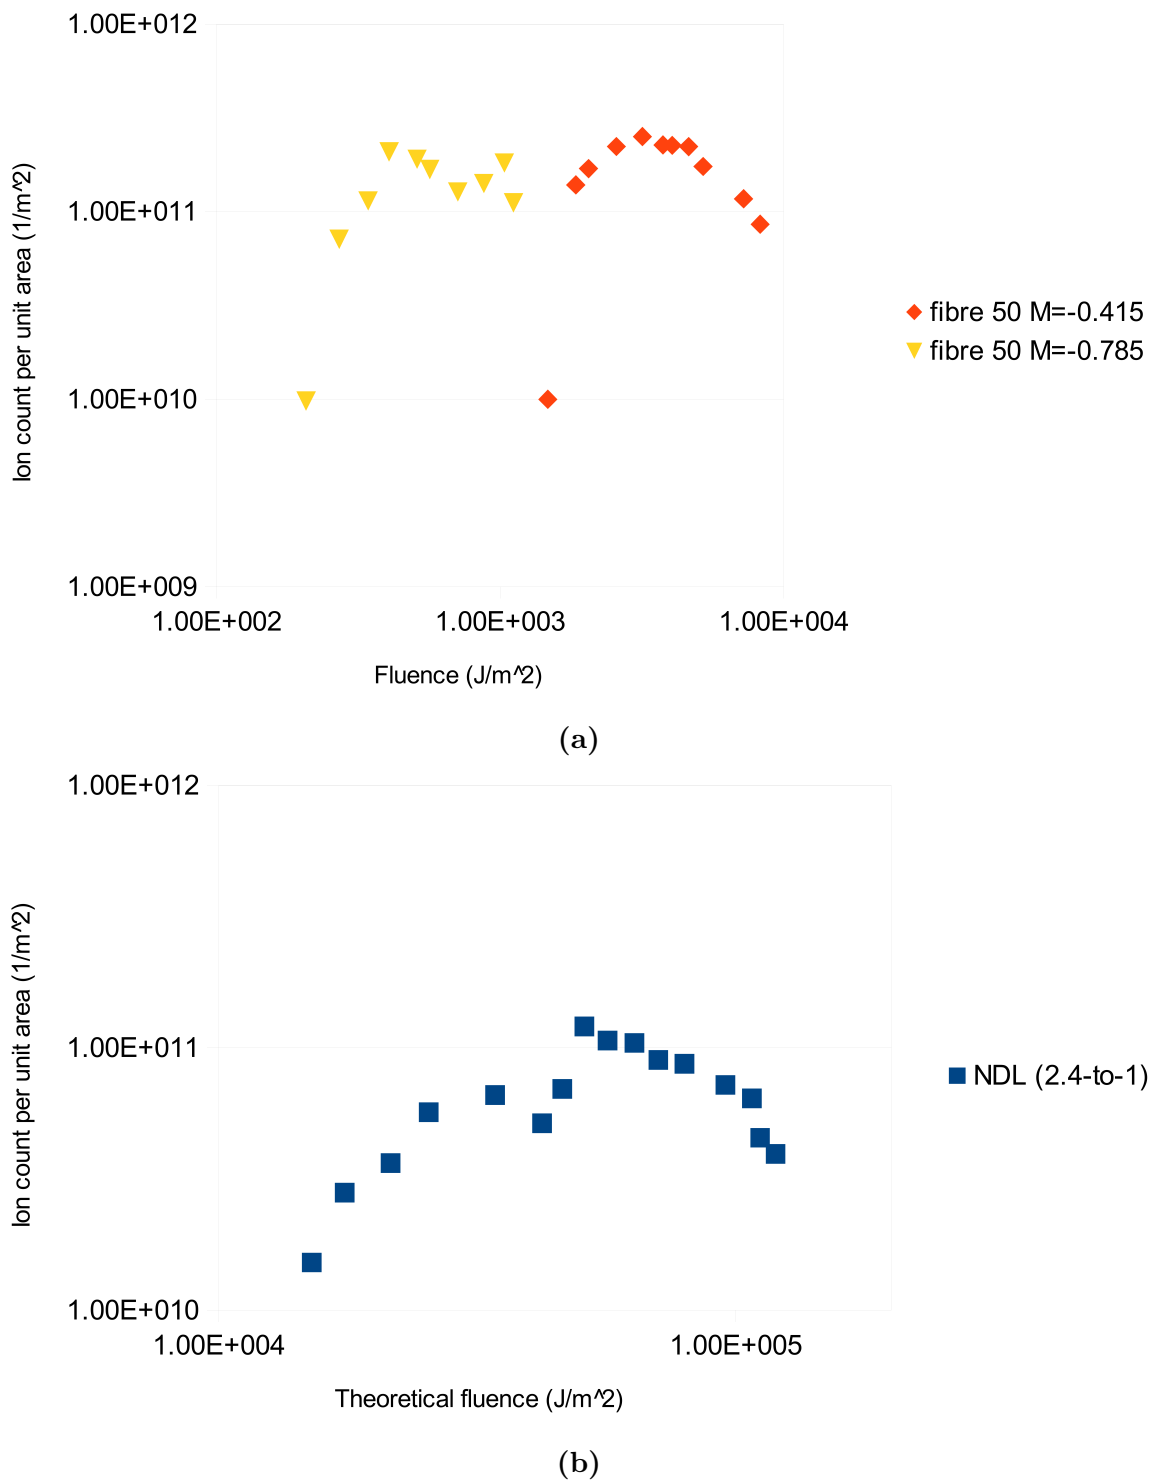 1.00E+012
1.00E+011
1.00E+010
1.00E+009
1.00E+002 1.00E+003 1.00E+004
Ion count per unit area (1/m^2)
Fluence (J/m^2)
fibre 50 M=-0.415
fibre 50 M=-0.785
(a)
1.00E+012
1.00E+011
1.00E+010
1.00E+004 1.00E+005
Ion count per unit area (1/m^2)
Theoretical fluence (J/m^2)
NDL (2.4-to-1)
(b)